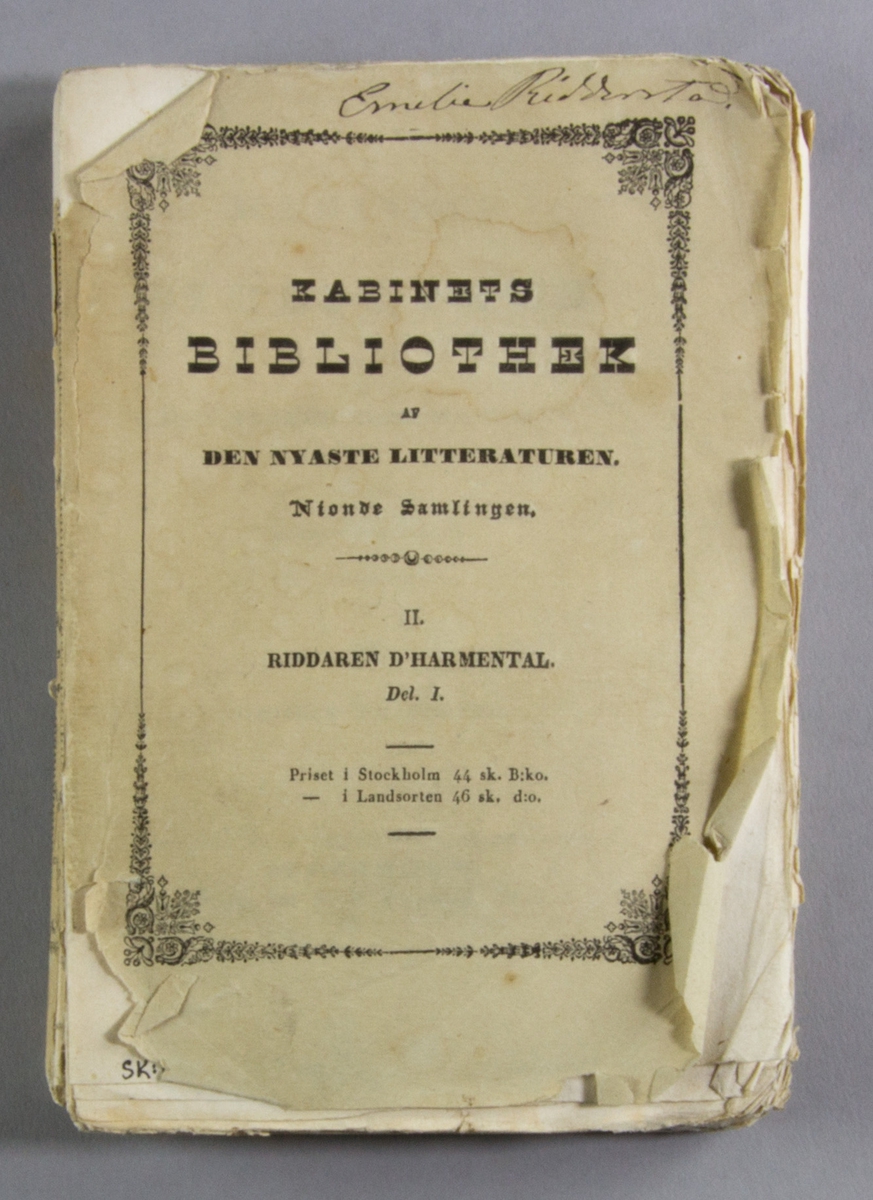 Emelie Ridderstad.
KABINETS
BIBLIOTHEK
AF
DEN NYASTE LITTERATUREN.
Nionde Samlingen.
II.
RIDDAREN D'HARMENTAL.
Del. I.
Priset i Stockholm 44 sk. B:ko.
— i Landsorten 46 sk. d:o.
SK: